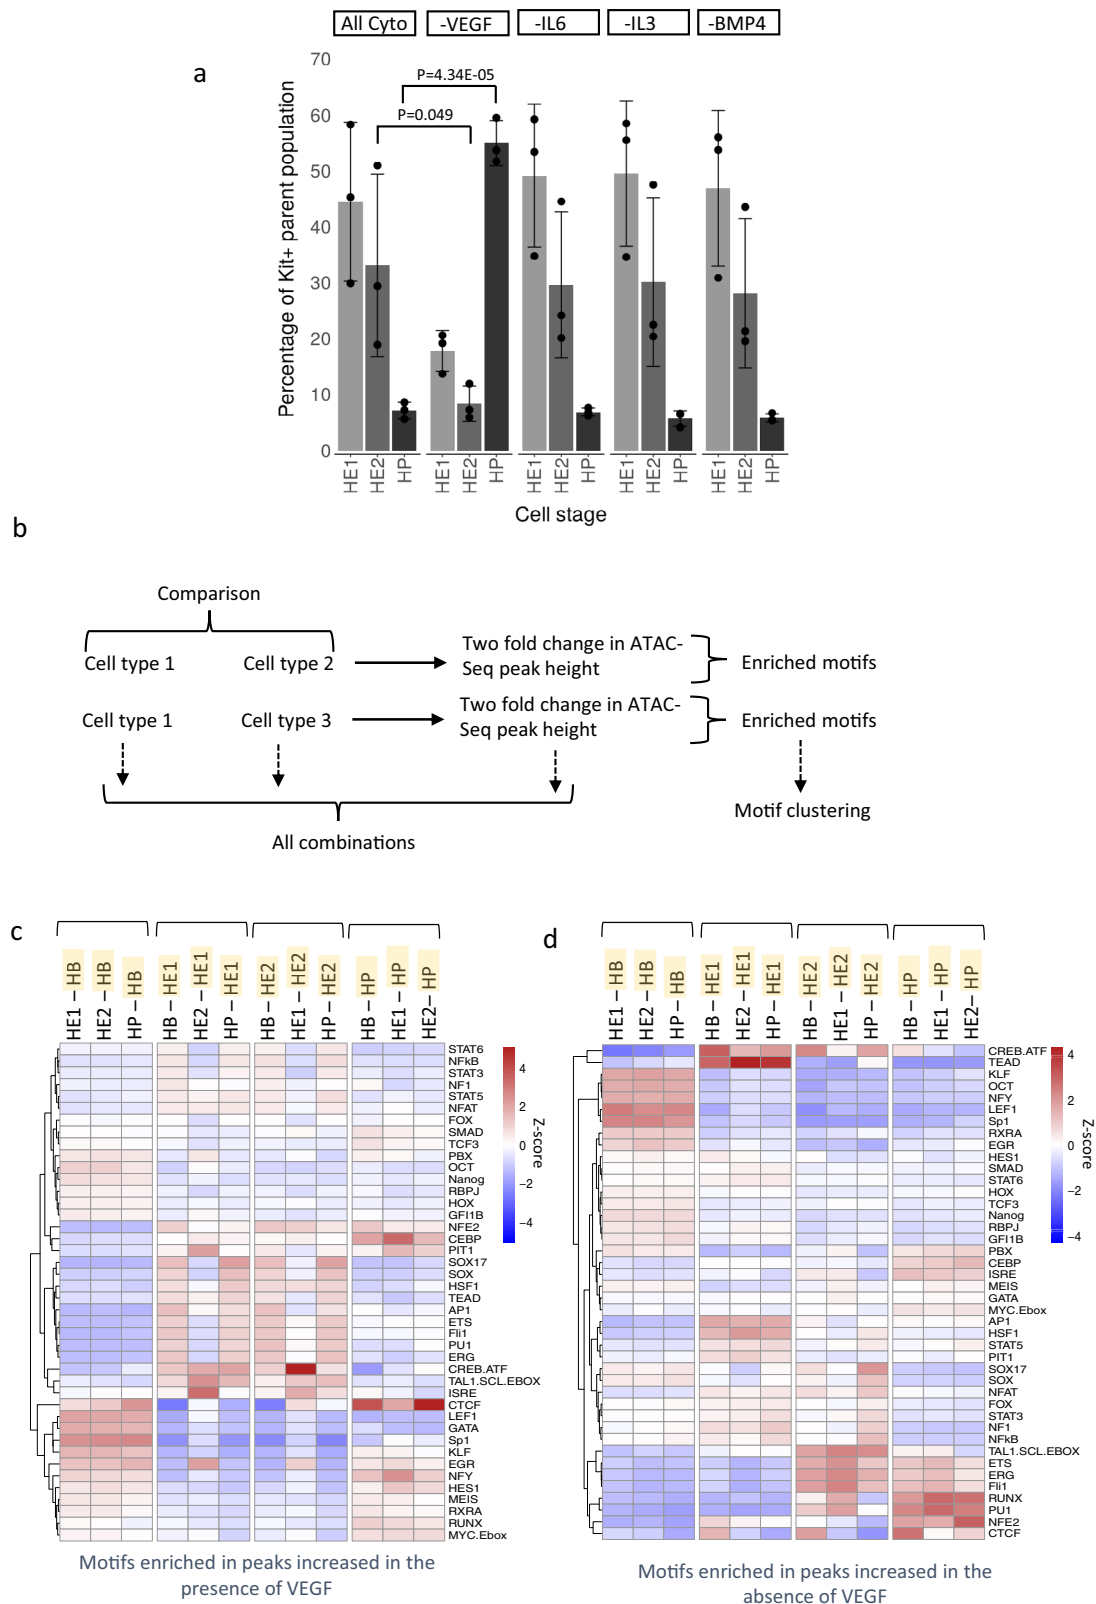 All Cyto
-VEGF
-IL6
-IL3
-BMP4
a
P=4.34E-05
P=0.049
Percentage of Kit+ parent population
70
60
50
40
30
20
10
0
HE1
HE2
HP
HE1
HE2
HP
HE1
HE2
HP
HE1
HE2
HP
HE1
HE2
HP
Cell stage
b
Comparison
Cell type 1
Cell type 2
Two fold change in ATAC-
Seq peak height
Enriched motifs
Cell type 1
Cell type 3
Two fold change in ATAC-
Seq peak height
Enriched motifs
All combinations
Motif clustering
c
HE1 – HB
HE2 – HB
HP – HB
HB – HE1
HE2 – HE1
HP – HE1
HB – HE2
HE1 – HE2
HP – HE2
HB – HP
HE1 – HP
HE2 – HP
STAT6
NFkB
STAT3
NF1
STAT5
NFAT
FOX
SMAD
TCF3
PBX
OCT
Nanog
RBPJ
HOX
GFI1B
NFE2
CEBP
PIT1
SOX17
SOX
HSF1
TEAD
AP1
ETS
Fli1
PU1
ERG
CREB.ATF
TAL1.SCL.EBOX
ISRE
CTCF
LEF1
GATA
Sp1
KLF
EGR
NFY
HES1
MEIS
RXRA
RUNX
MYC.Ebox
4
2
0
−2
−4
Z-score
Motifs enriched in peaks increased in the
presence of VEGF
d
HE1 – HB
HE2 – HB
HP – HB
HB – HE1
HE2 – HE1
HP – HE1
HB – HE2
HE1 – HE2
HP – HE2
HB – HP
HE1 – HP
HE2 – HP
CREB.ATF
TEAD
KLF
OCT
NFY
LEF1
Sp1
RXRA
EGR
HES1
SMAD
STAT6
HOX
TCF3
Nanog
RBPJ
GFI1B
PBX
CEBP
ISRE
MEIS
GATA
MYC.Ebox
AP1
HSF1
STAT5
PIT1
SOX17
SOX
NFAT
FOX
STAT3
NF1
NFkB
TAL1.SCL.EBOX
ETS
ERG
Fli1
RUNX
PU1
NFE2
CTCF
4
2
0
−2
−4
Z-score
Motifs enriched in peaks increased in the
absence of VEGF